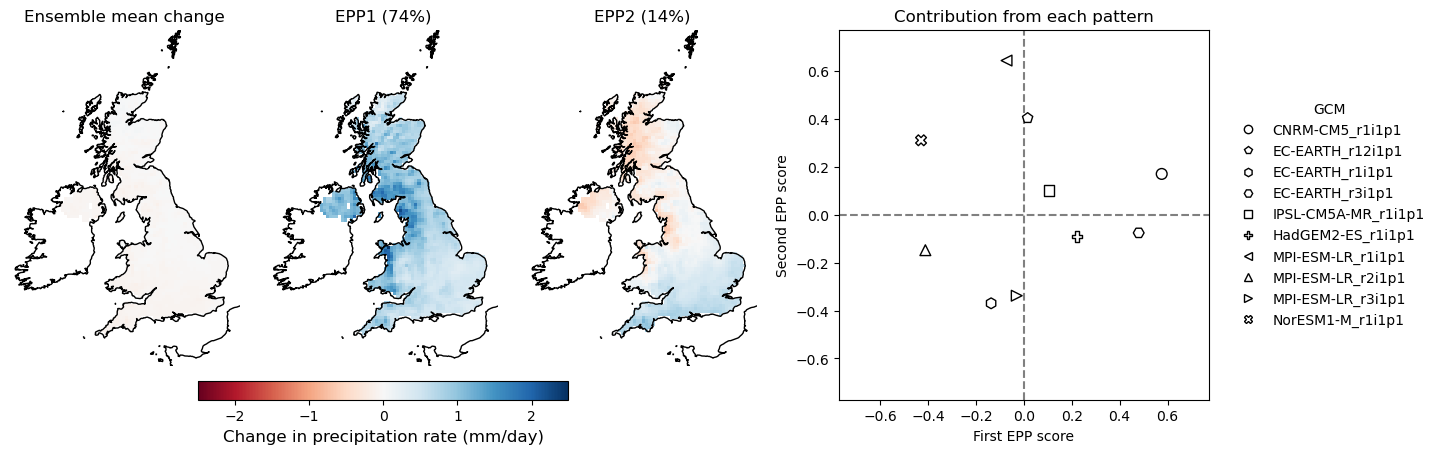 Ensemble mean change
EPP1 (74%)
EPP2 (14%)
Contribution from each pattern
−2 −1 0 1 2
Change in precipitation rate (mm/day)
Second EPP score
0.6
0.4
0.2
0.0
−0.2
−0.4
−0.6
−0.6 −0.4 −0.2 0.0 0.2 0.4 0.6
First EPP score
GCM
CNRM-CM5_r1i1p1
EC-EARTH_r12i1p1
EC-EARTH_r1i1p1
EC-EARTH_r3i1p1
IPSL-CM5A-MR_r1i1p1
HadGEM2-ES_r1i1p1
MPI-ESM-LR_r1i1p1
MPI-ESM-LR_r2i1p1
MPI-ESM-LR_r3i1p1
NorESM1-M_r1i1p1